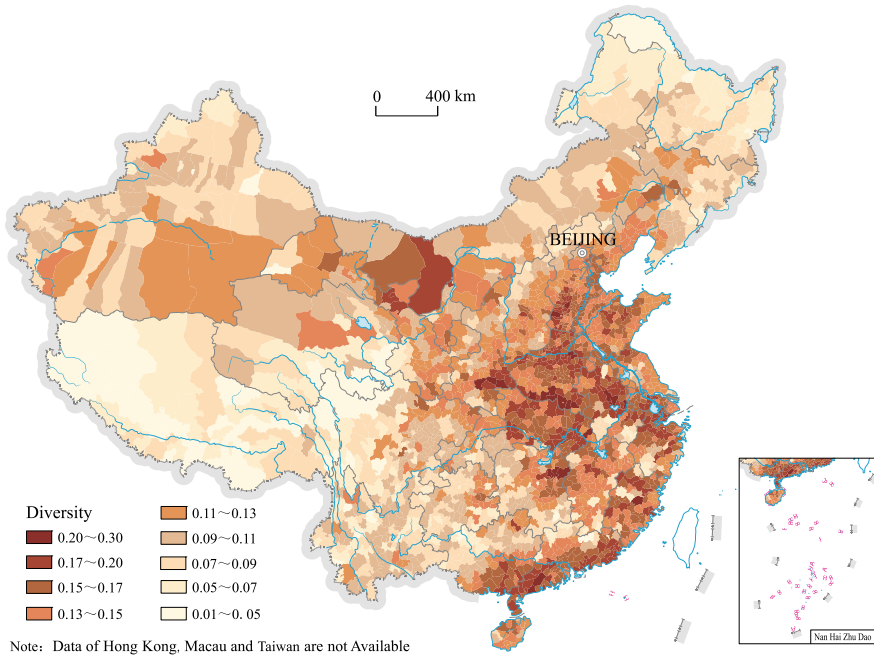 0 400 km
BEIJING
Diversity
0.20～0.30
0.17～0.20
0.15～0.17
0.13～0.15
0.11～0.13
0.09～0.11
0.07～0.09
0.05～0.07
0.01～0. 05
Nan Hai Zhu Dao
Note: Data of Hong Kong, Macau and Taiwan are not Available